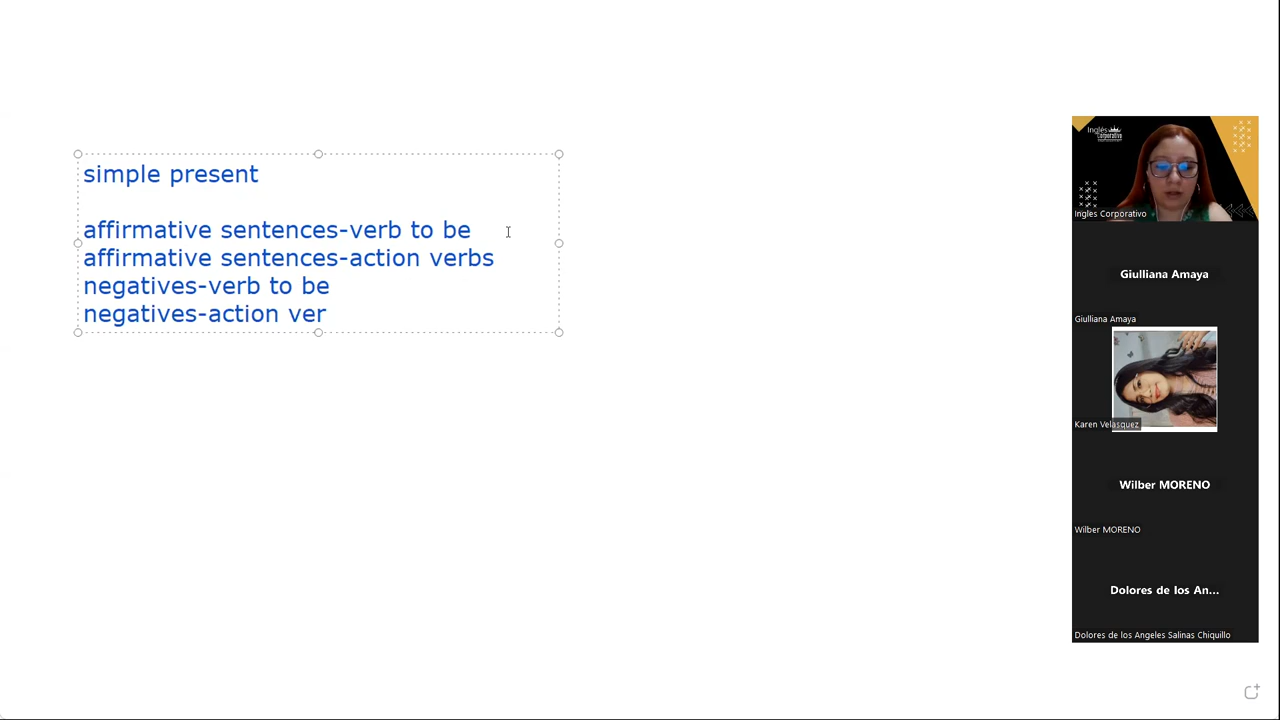 simple present
affirmative sentences-verb to be
affirmative sentences-action verbs
negatives-verb to be
negatives-action ver
Inglés
Corporativo
Ingles Corporativo
Giulliana Amaya
Giulliana Amaya
Karen Velasquez
Wilber MORENO
Wilber MORENO
Dolores de los An...
Dolores de los Angeles Salinas Chiquillo